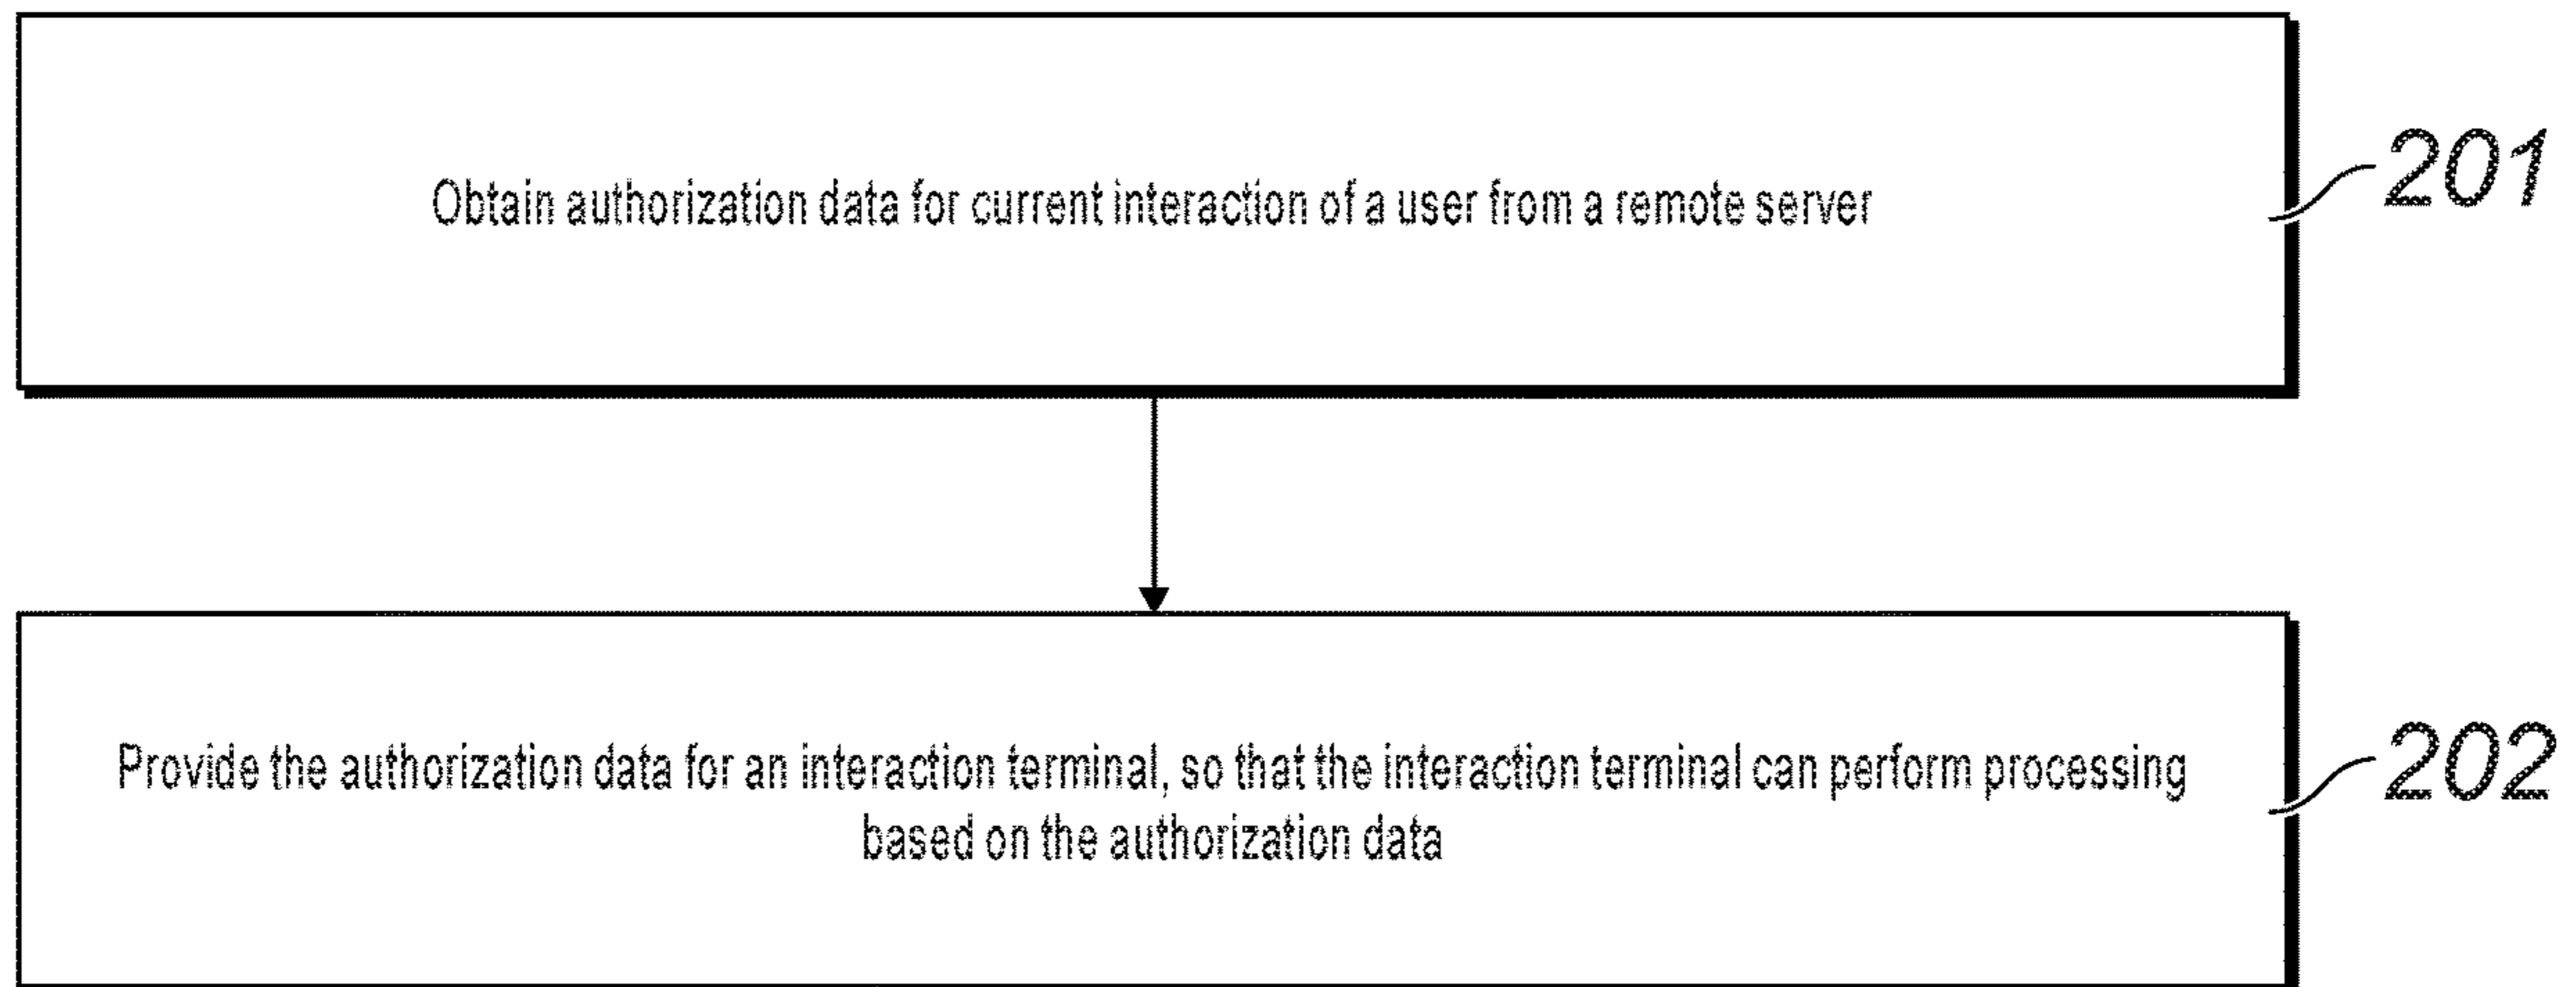 Obtain authorization data for current interaction of a user from a remote server
201
Provide the authorization data for an interaction terminal, so that the interaction terminal can perform processing
based on the authorization data
202